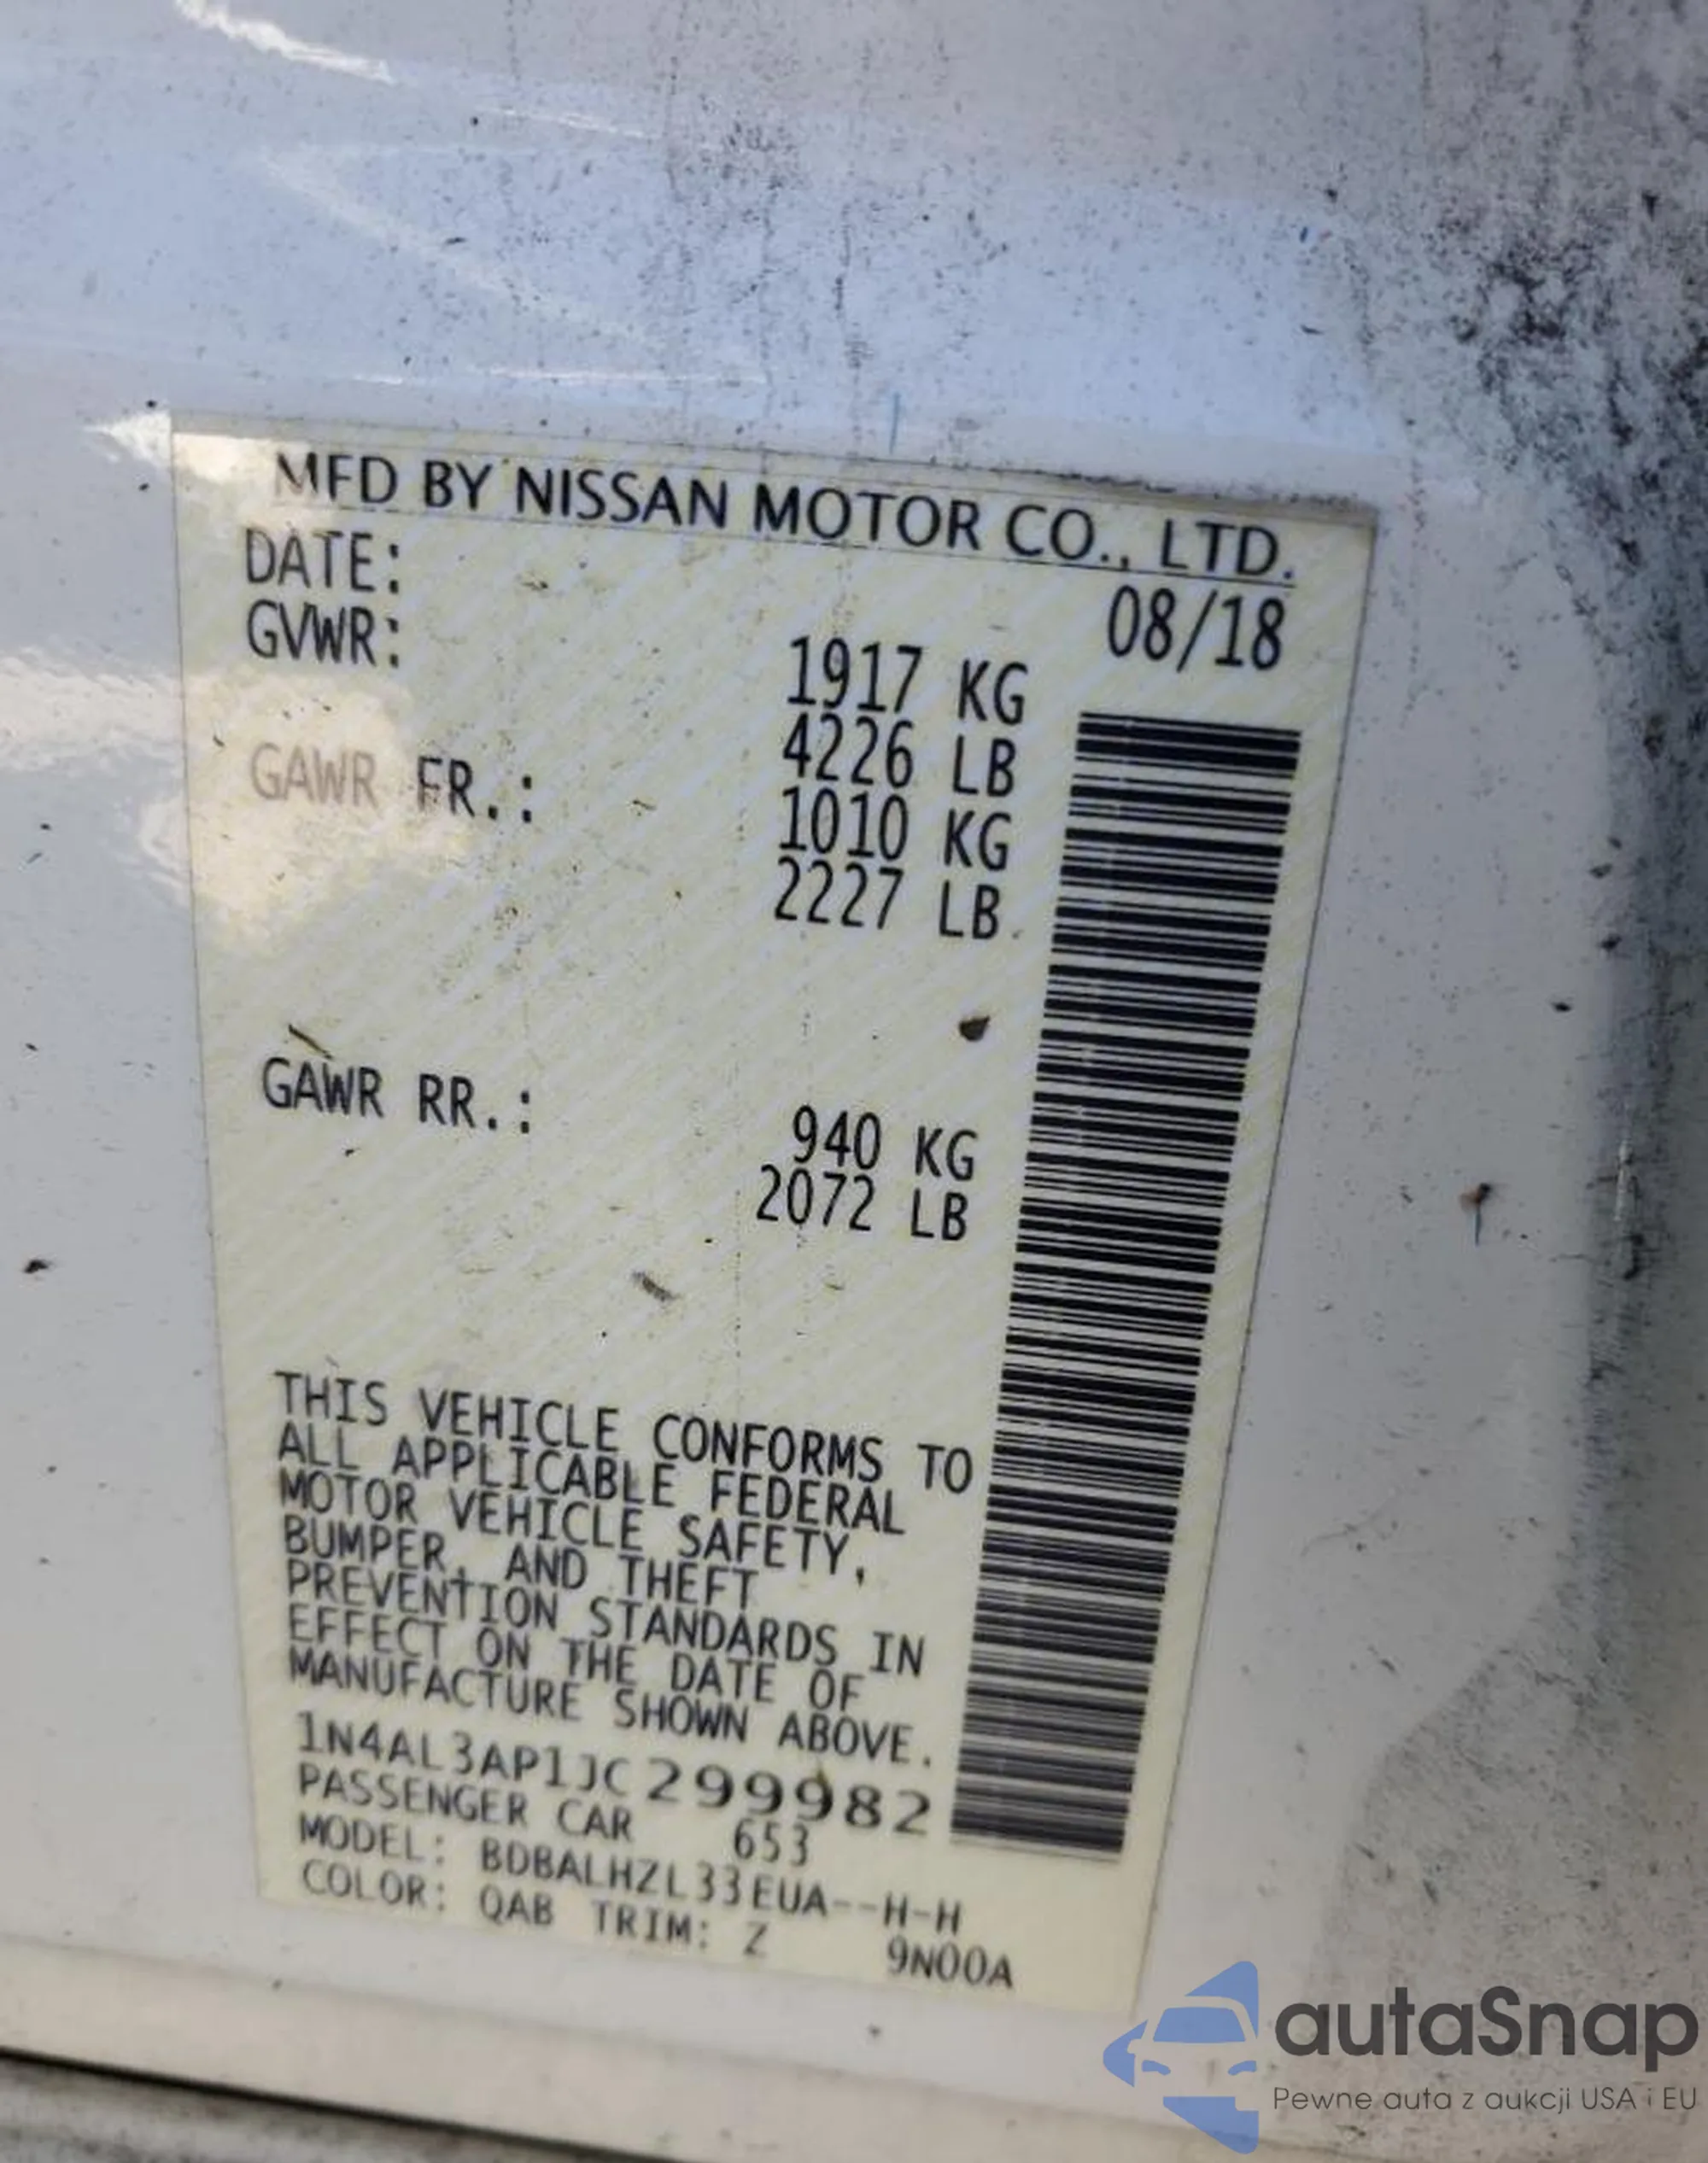 MFD BY NISSAN MOTOR CO., LTD.
DATE: 08/18
GVWR: 1917 KG
4226 LB
GAWR FR.: 1010 KG
2227 LB
GAWR RR.: 940 KG
2072 LB
THIS VEHICLE CONFORMS TO
ALL APPLICABLE FEDERAL
MOTOR VEHICLE SAFETY,
BUMPER, AND THEFT
PREVENTION STANDARDS IN
EFFECT ON THE DATE OF
MANUFACTURE SHOWN ABOVE.
1N4AL3AP1JC299982
PASSENGER CAR 653
MODEL: BDBALHZL33EUA--H-H
COLOR: QAB TRIM: Z 9N00A
autaSnap
Pewne auta z aukcji USA i EU